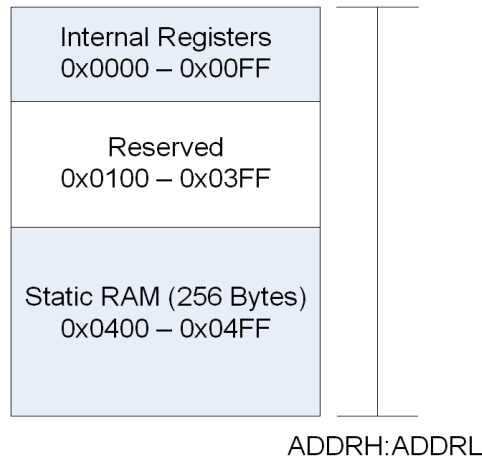 Internal Registers
0x0000 – 0x00FF
Reserved
0x0100 – 0x03FF
Static RAM (256 Bytes)
0x0400 – 0x04FF
ADDRH:ADDRL